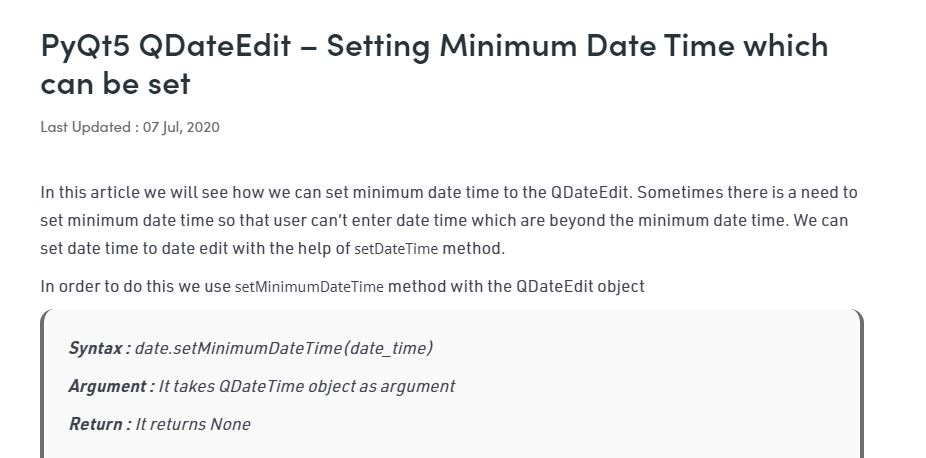 PyQt5 QDateEdit – Setting Minimum Date Time which
can be set
Last Updated : 07 Jul, 2020
In this article we will see how we can set minimum date time to the QDateEdit. Sometimes there is a need to
set minimum date time so that user can't enter date time which are beyond the minimum date time. We can
set date time to date edit with the help of setDateTime method.
In order to do this we use setMinimumDateTime method with the QDateEdit object
Syntax : date.setMinimumDateTime(date_time)
Argument : It takes QDateTime object as argument
Return : It returns None